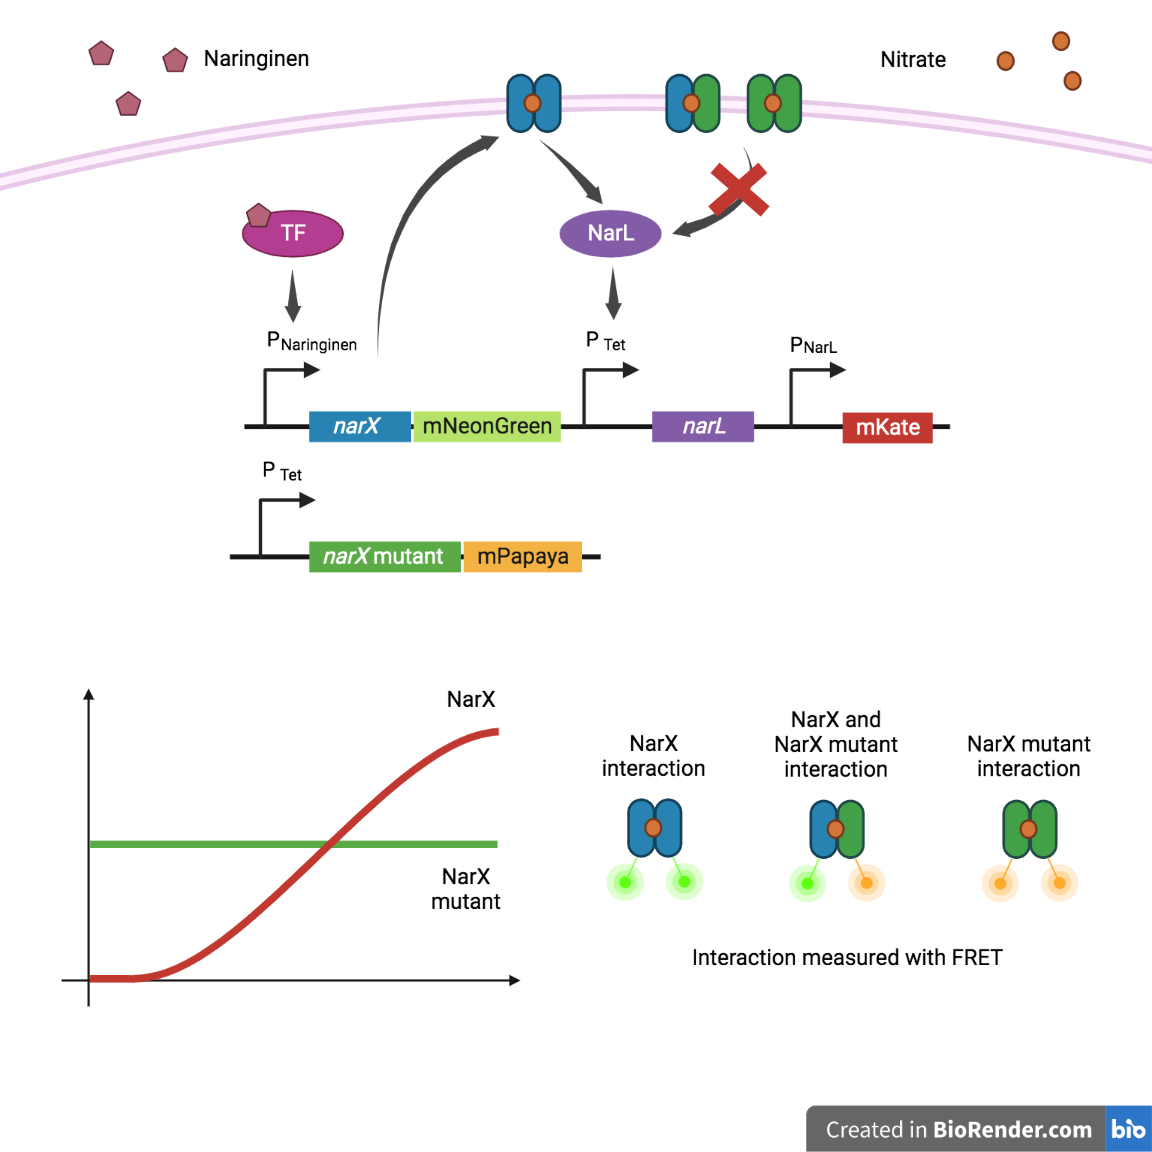 Naringinen
Nitrate
TF
NarL
P Naringinen
P Tet
P NarL
narX
mNeonGreen
narL
mKate
P Tet
narX mutant
mPapaya
NarX
NarX
mutant
NarX
interaction
NarX and
NarX mutant
interaction
NarX mutant
interaction
Interaction measured with FRET
Created in BioRender.com bio